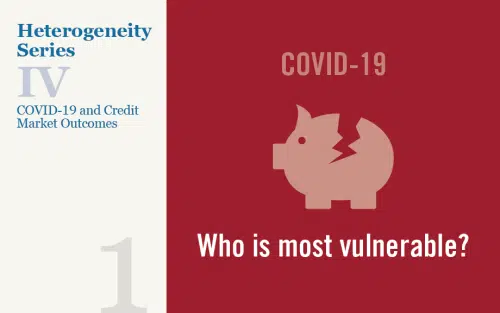 Heterogeneity
Series
IV
COVID-19 and Credit
Market Outcomes
1
COVID-19
Who is most vulnerable?